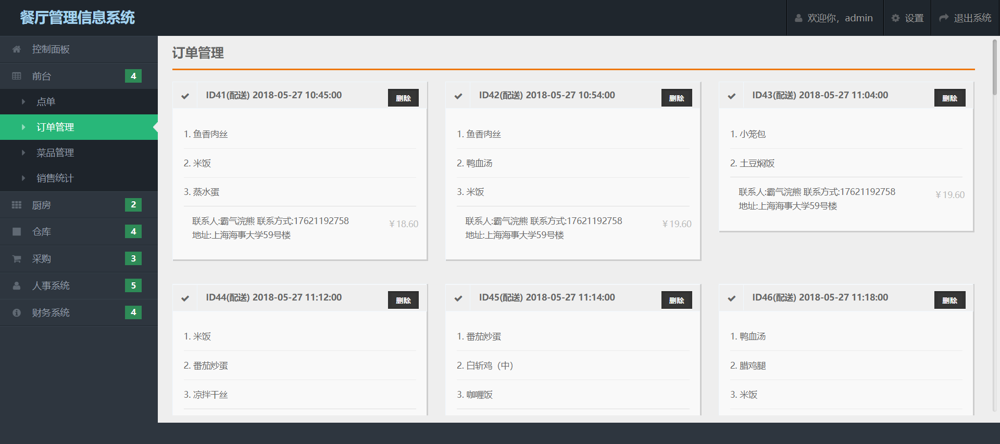 餐厅管理信息系统
欢迎你，admin
设置
退出系统
控制面板
前台 4
点单
订单管理
菜品管理
销售统计
厨房 2
仓库 4
采购 3
人事系统 5
财务系统 4
订单管理
ID41(配送) 2018-05-27 10:45:00 删除
1. 鱼香肉丝
2. 米饭
3. 蒸水蛋
联系人:霸气浣熊 联系方式:17621192758
地址:上海海事大学59号楼
¥18.60
ID42(配送) 2018-05-27 10:54:00 删除
1. 鱼香肉丝
2. 鸭血汤
3. 米饭
联系人:霸气浣熊 联系方式:17621192758
地址:上海海事大学59号楼
¥19.60
ID43(配送) 2018-05-27 11:04:00 删除
1. 小笼包
2. 土豆焖饭
联系人:霸气浣熊 联系方式:17621192758
地址:上海海事大学59号楼
¥19.60
ID44(配送) 2018-05-27 11:12:00 删除
1. 米饭
2. 番茄炒蛋
3. 凉拌干丝
ID45(配送) 2018-05-27 11:14:00 删除
1. 番茄炒蛋
2. 白斩鸡（中）
3. 咖喱饭
ID46(配送) 2018-05-27 11:18:00 删除
1. 鸭血汤
2. 腊鸡腿
3. 米饭